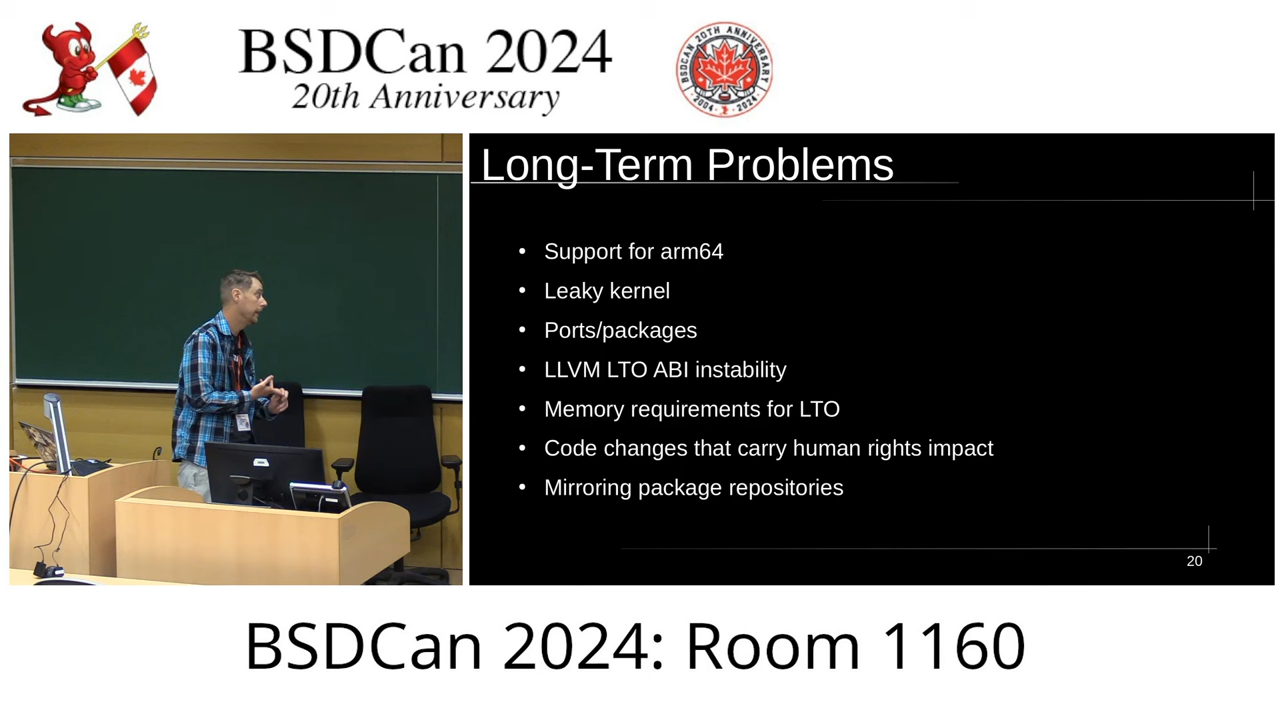 BSDCan 2024
20th Anniversary
BSDCAN 20TH ANNIVERSARY
2004 2024
Long-Term Problems
• Support for arm64
• Leaky kernel
• Ports/packages
• LLVM LTO ABI instability
• Memory requirements for LTO
• Code changes that carry human rights impact
• Mirroring package repositories
20
BSDCan 2024: Room 1160